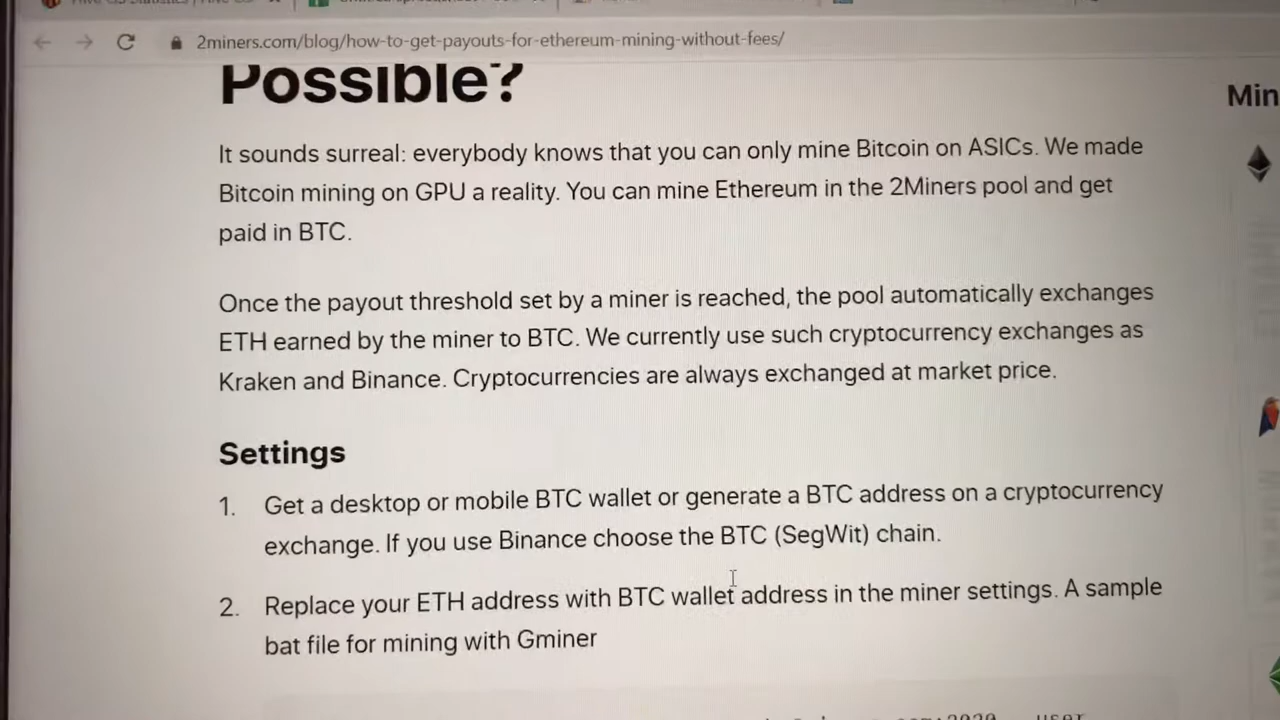 2miners.com/blog/how-to-get-payouts-for-ethereum-mining-without-fees/
Possible?
Min
It sounds surreal: everybody knows that you can only mine Bitcoin on ASICs. We made
Bitcoin mining on GPU a reality. You can mine Ethereum in the 2Miners pool and get
paid in BTC.
Once the payout threshold set by a miner is reached, the pool automatically exchanges
ETH earned by the miner to BTC. We currently use such cryptocurrency exchanges as
Kraken and Binance. Cryptocurrencies are always exchanged at market price.
Settings
1. Get a desktop or mobile BTC wallet or generate a BTC address on a cryptocurrency
exchange. If you use Binance choose the BTC (SegWit) chain.
2. Replace your ETH address with BTC wallet address in the miner settings. A sample
bat file for mining with Gminer